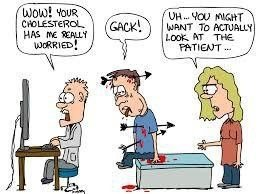 WOW! YOUR
CHOLESTEROL
HAS ME REALLY
WORRIED!
GACK!
UH... YOU MIGHT
WANT TO ACTUALLY
LOOK AT THE
PATIENT...